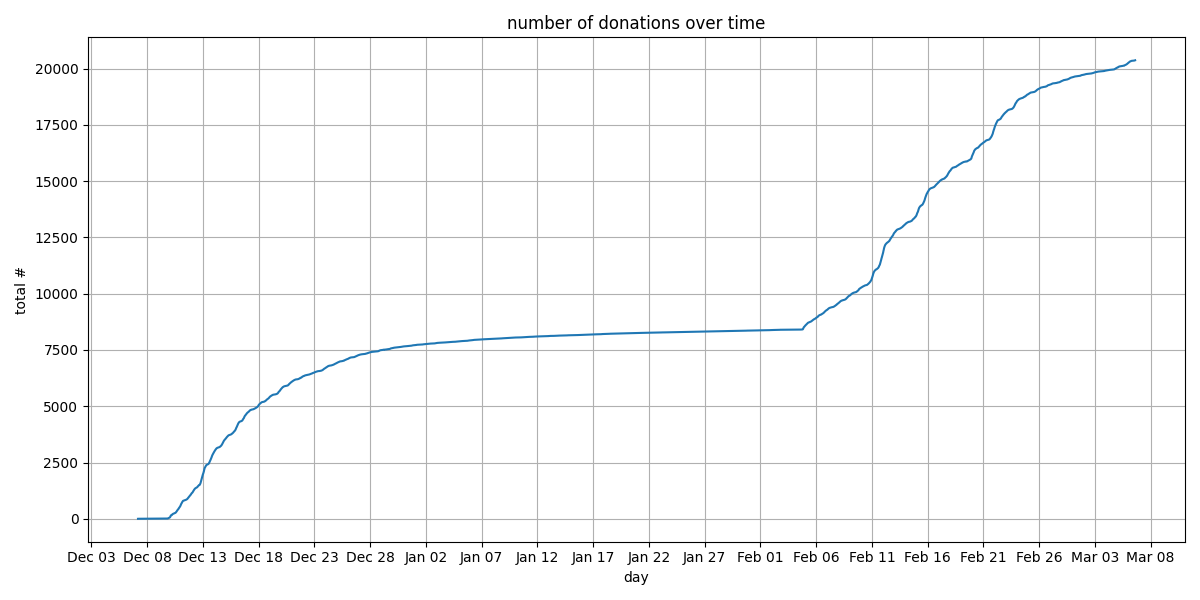 number of donations over time
total #
20000
17500
15000
12500
10000
7500
5000
2500
0
Dec 03 Dec 08 Dec 13 Dec 18 Dec 23 Dec 28 Jan 02 Jan 07 Jan 12 Jan 17 Jan 22 Jan 27 Feb 01 Feb 06 Feb 11 Feb 16 Feb 21 Feb 26 Mar 03 Mar 08
day